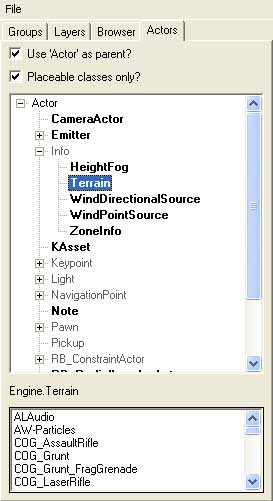 File
Groups Layers Browser Actors
Use 'Actor' as parent?
Placeable classes only?
Actor
CameraActor
Emitter
Info
HeightFog
Terrain
WindDirectionalSource
WindPointSource
ZoneInfo
KAsset
Keypoint
Light
NavigationPoint
Note
Pawn
Pickup
RB_ConstraintActor
Engine.Terrain
ALAudio
AW-Particles
COG_AssaultRifle
COG_Grunt
COG_Grunt_FragGrenade
COG_LaserRifle